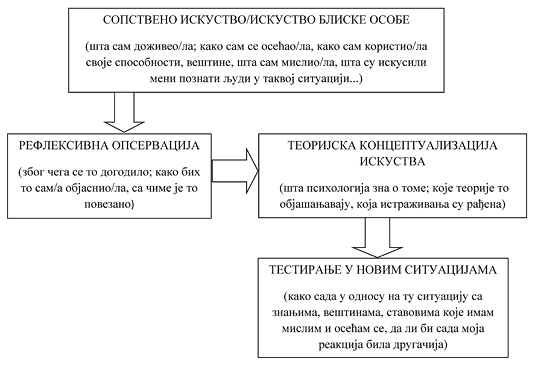 СОПСТВЕНО ИСКУСТВО/ИСКУСТВО БЛИСКЕ ОСОБЕ
(шта сам доживео/ла; како сам се осећао/ла, како сам користио/ла
своје способности, вештине, шта сам мислио/ла, шта су искусили
мени познати људи у таквој ситуацији...)
РЕФЛЕКСИВНА ОПСЕРВАЦИЈА
(због чега се то догодило; како бих
то сам/а објаснио/ла, са чиме је то
повезано)
ТЕОРИЈСКА КОНЦЕПТУАЛИЗАЦИЈА
ИСКУСТВА
(шта психологија зна о томе; које теорије то
објашањавају, која истраживања су рађена)
ТЕСТИРАЊЕ У НОВИМ СИТУАЦИЈАМА
(како сада у односу на ту ситуацију са
знањима, вештинама, ставовима које имам
мислим и осећам се, да ли би сада моја
реакција била другачија)